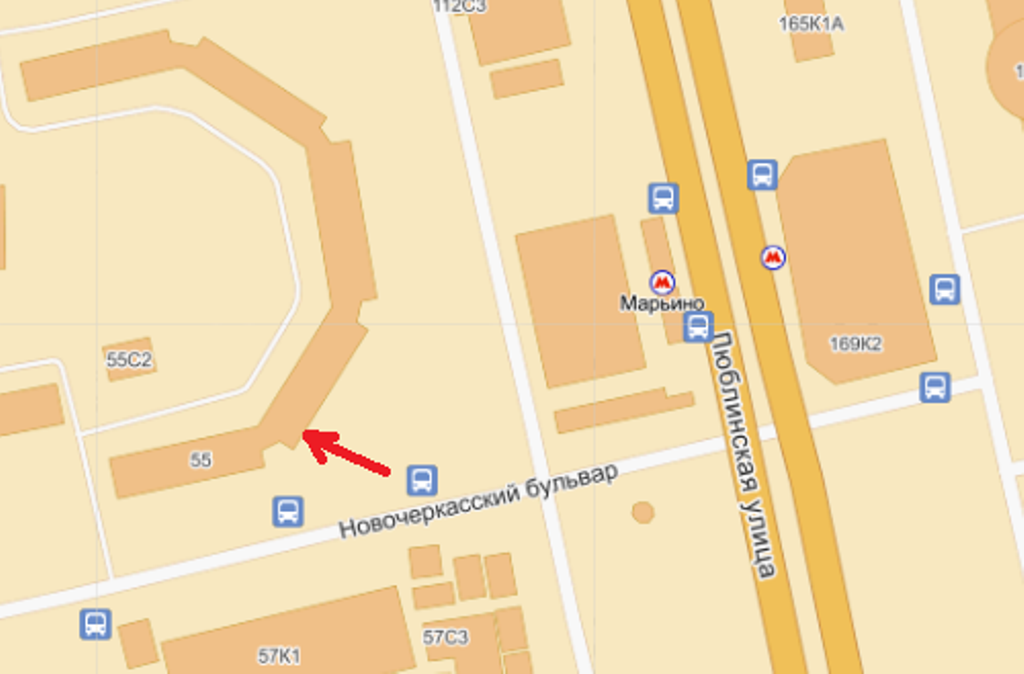 112С3
165К1А
Марьино
169К2
55С2
Люблинская улица
55
Новочеркасский бульвар
57С3
57К1